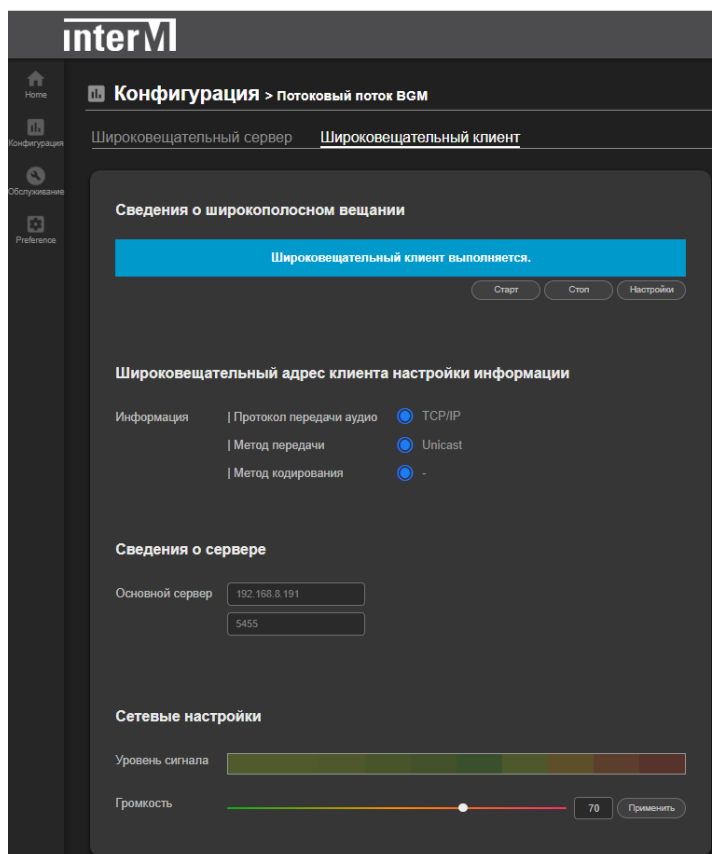 interM
Home
Конфигурация
Обслуживание
Preference
Конфигурация > Потоковый поток BGM
Широковещательный сервер Широковещательный клиент
Сведения о широкополосном вещании
Широковещательный клиент выполняется.
Старт Стоп Настройки
Широковещательный адрес клиента настройки информации
Информация | Протокол передачи аудио TCP/IP
| Метод передачи Unicast
| Метод кодирования -
Сведения о сервере
Основной сервер 192.168.8.191
5455
Сетевые настройки
Уровень сигнала
Громкость 70 Применить